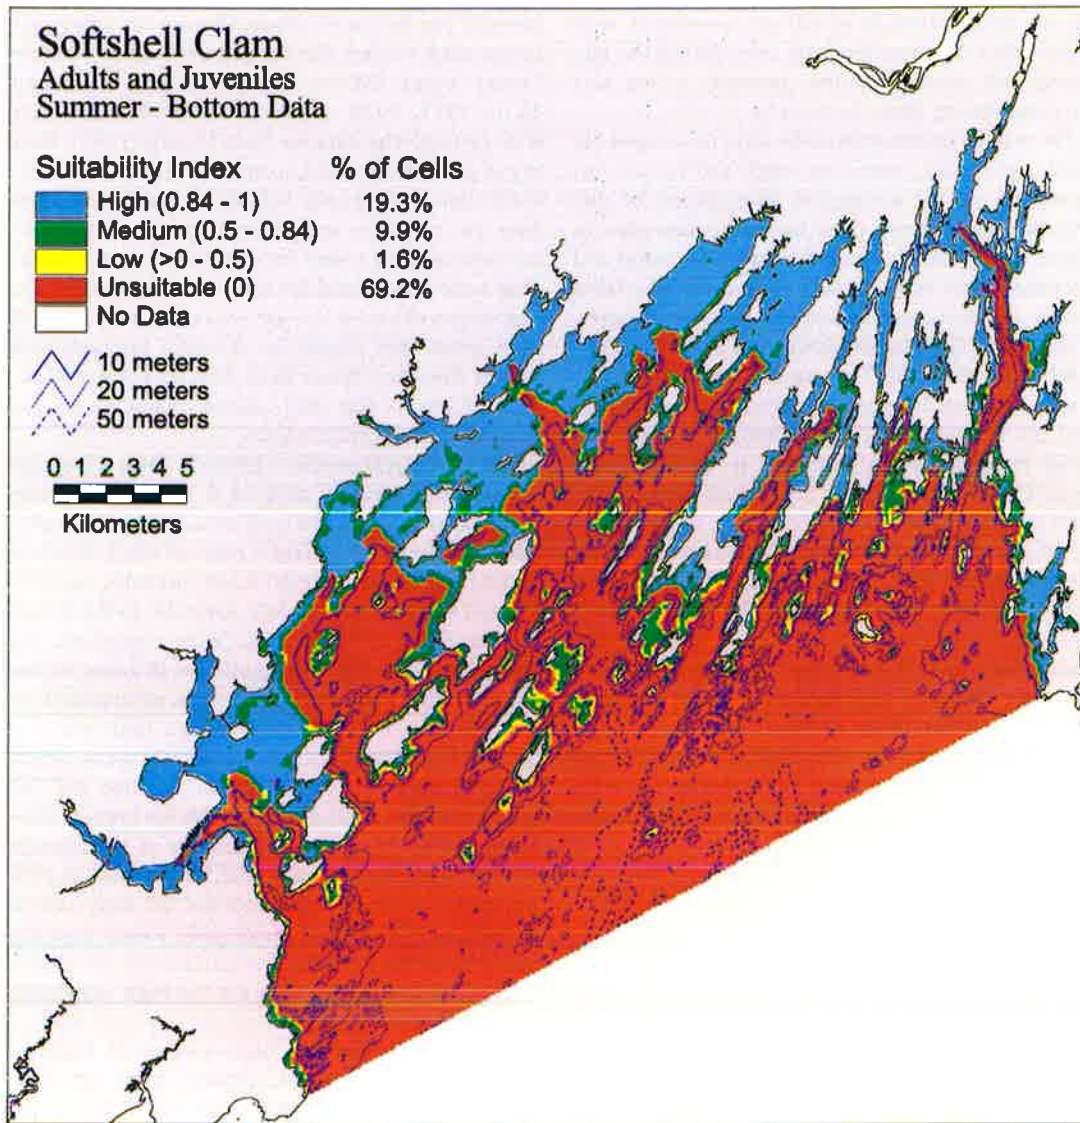 Softshell Clam
Adults and Juveniles
Summer - Bottom Data
Suitability Index % of Cells
High (0.84 - 1) 19.3%
Medium (0.5 - 0.84) 9.9%
Low (>0 - 0.5) 1.6%
Unsuitable (0) 69.2%
No Data
10 meters
20 meters
50 meters
0 1 2 3 4 5
Kilometers